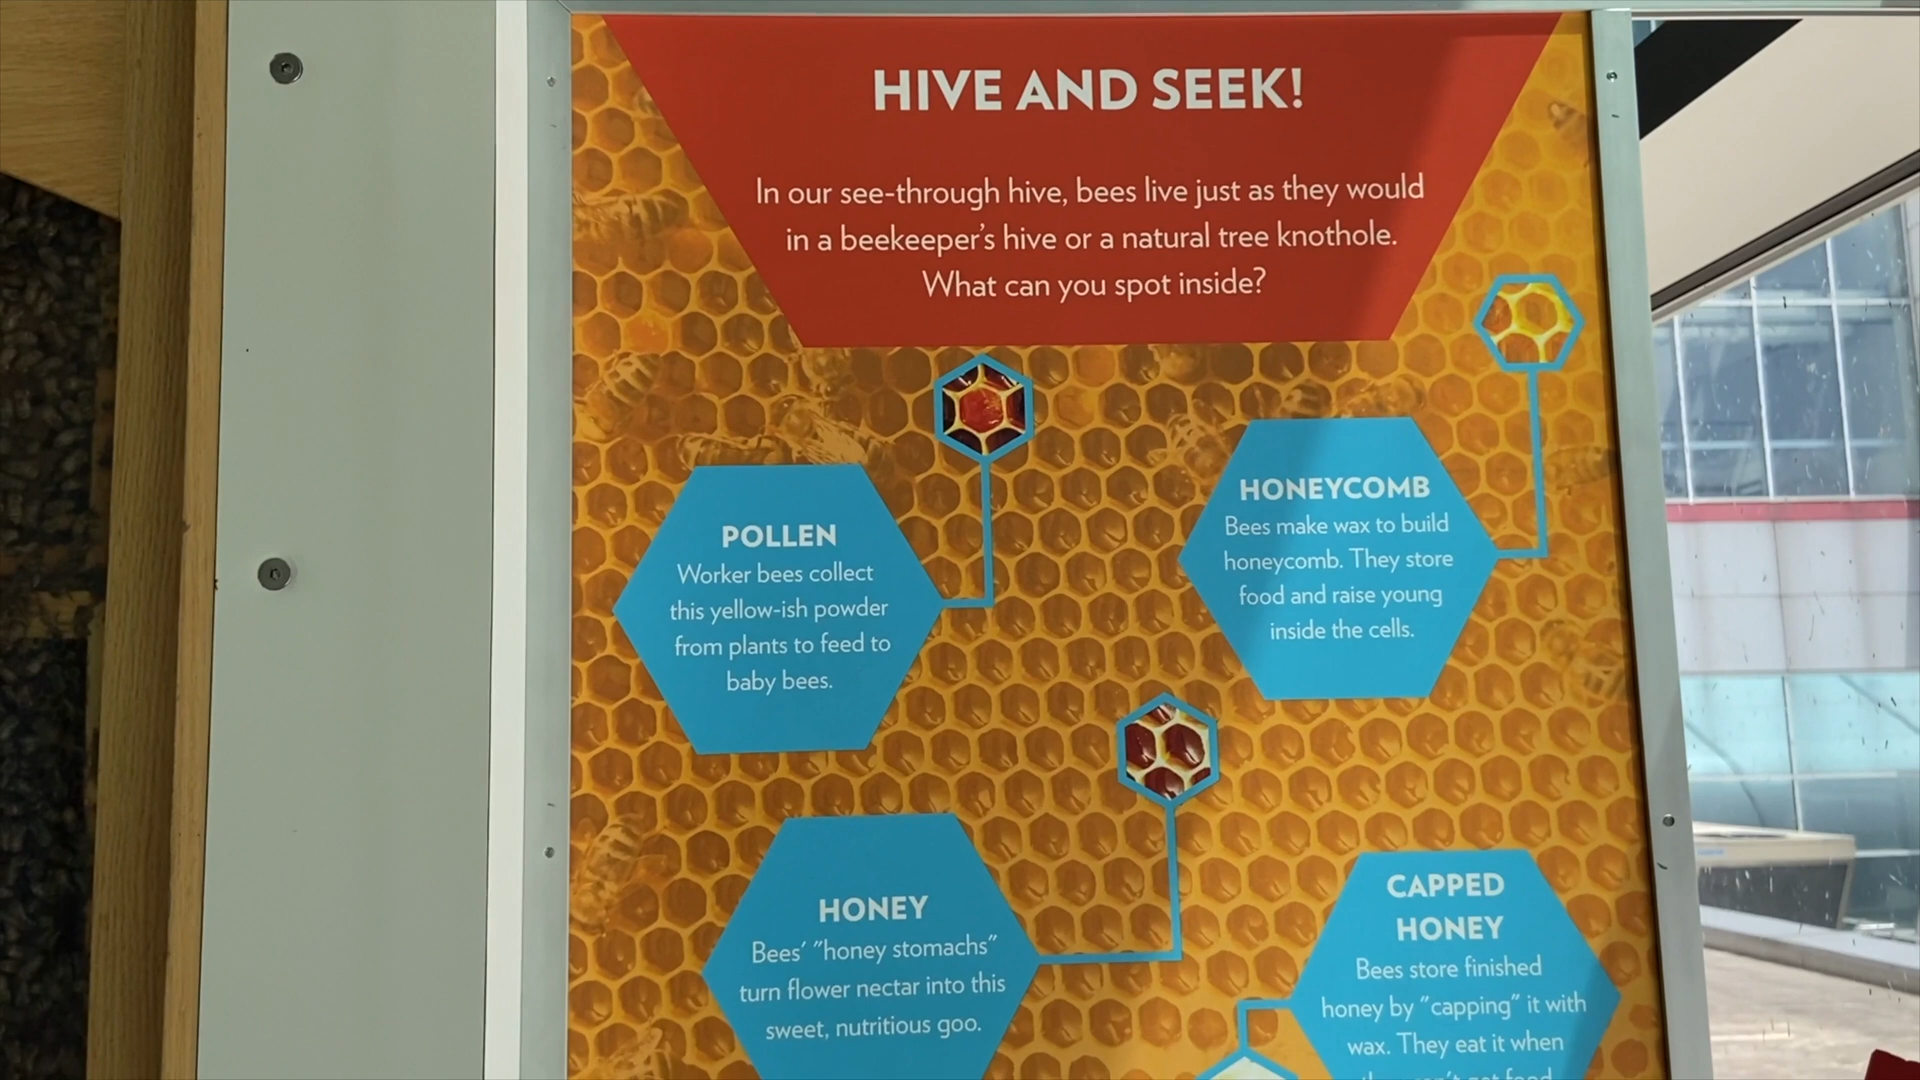 HIVE AND SEEK!
In our see-through hive, bees live just as they would
in a beekeeper's hive or a natural tree knothole.
What can you spot inside?
POLLEN
Worker bees collect
this yellow-ish powder
from plants to feed to
baby bees.
HONEYCOMB
Bees make wax to build
honeycomb. They store
food and raise young
inside the cells.
HONEY
Bees' "honey stomachs"
turn flower nectar into this
sweet, nutritious goo.
CAPPED
HONEY
Bees store finished
honey by "capping" it with
wax. They eat it when